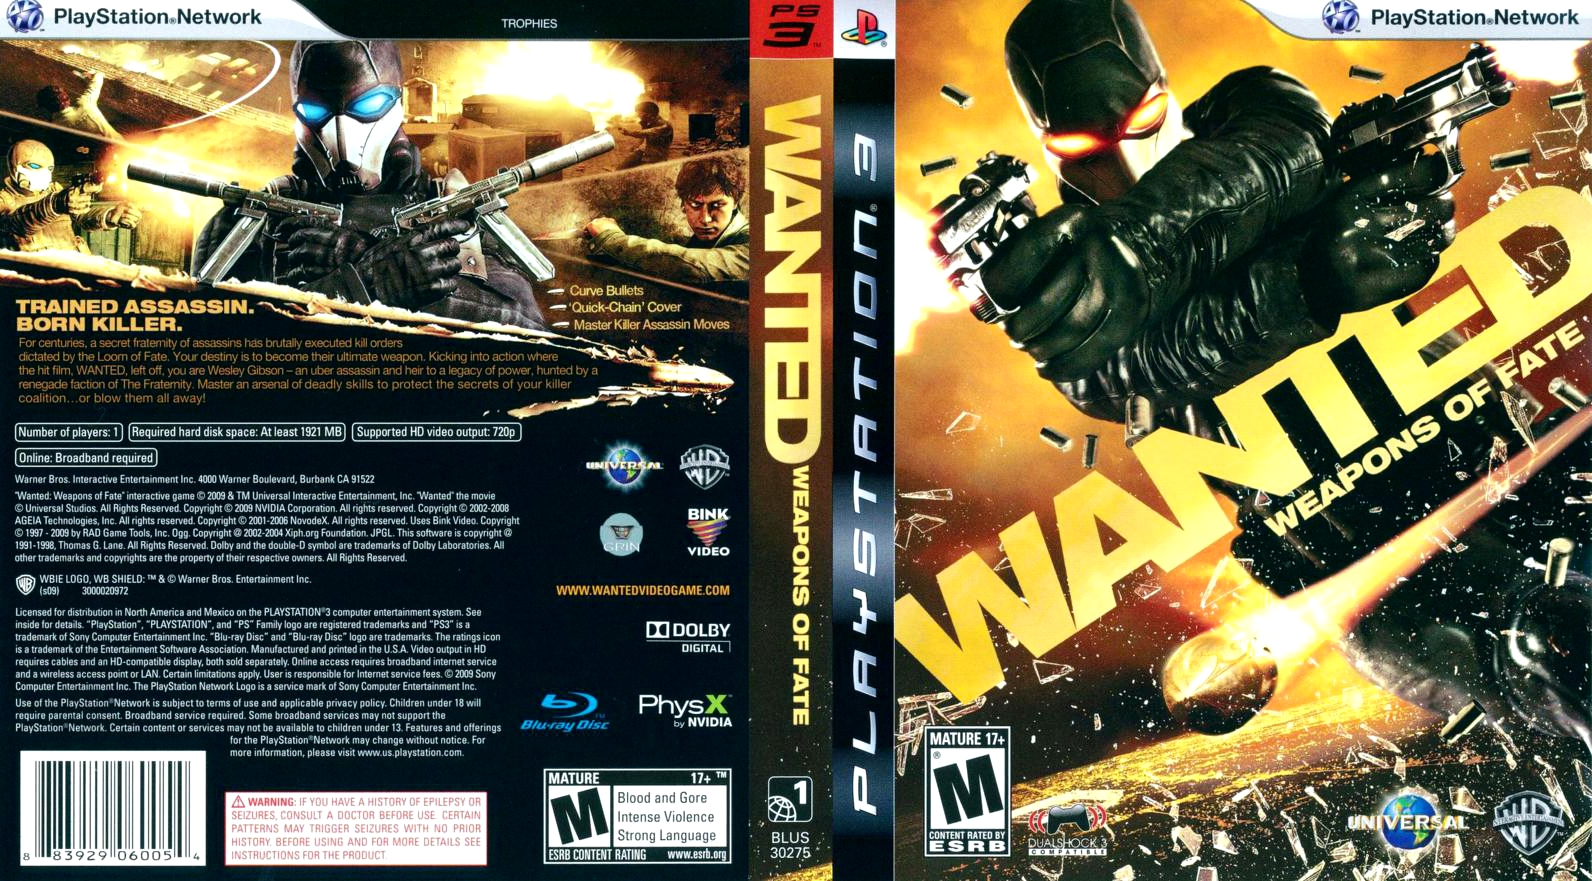 PlayStation®Network
TROPHIES
TRAINED ASSASSIN.
BORN KILLER.
For centuries, a secret fraternity of assassins has brutally executed kill orders
dictated by the Loom of Fate. Your destiny is to become their ultimate weapon. Kicking into action where
the hit film, WANTED, left off, you are Wesley Gibson – an uber assassin and heir to a legacy of power, hunted by a
renegade faction of The Fraternity. Master an arsenal of deadly skills to protect the secrets of your killer
coalition...or blow them all away!
Curve Bullets
'Quick-Chain' Cover
Master Killer Assassin Moves
Number of players: 1
Required hard disk space: At least 1921 MB
Supported HD video output: 720p
Online: Broadband required
Warner Bros. Interactive Entertainment Inc. 4000 Warner Boulevard, Burbank CA 91522
"Wanted: Weapons of Fate" interactive game © 2009 & TM Universal Interactive Entertainment, Inc. "Wanted" the movie
© Universal Studios. All Rights Reserved. Copyright © 2009 NVIDIA Corporation. All rights reserved. Copyright © 2002-2008
AGEIA Technologies, Inc. All rights reserved. Copyright © 2001-2006 NovodeX. All rights reserved. Uses Bink Video. Copyright
© 1997 - 2009 by RAD Game Tools, Inc. Ogg. Copyright @ 2002-2004 Xiph.org Foundation. JPGL. This software is copyright @
1991-1998, Thomas G. Lane. All Rights Reserved. Dolby and the double-D symbol are trademarks of Dolby Laboratories. All
other trademarks and copyrights are the property of their respective owners. All Rights Reserved.
WB
WBIE LOGO, WB SHIELD: ™ & © Warner Bros. Entertainment Inc.
(s09) 3000020972
Licensed for distribution in North America and Mexico on the PLAYSTATION®3 computer entertainment system. See
inside for details. "PlayStation", "PLAYSTATION", and "PS" Family logo are registered trademarks and "PS3" is a
trademark of Sony Computer Entertainment Inc. "Blu-ray Disc" and "Blu-ray Disc" logo are trademarks. The ratings icon
is a trademark of the Entertainment Software Association. Manufactured and printed in the U.S.A. Video output in HD
requires cables and an HD-compatible display, both sold separately. Online access requires broadband internet service
and a wireless access point or LAN. Certain limitations apply. User is responsible for Internet service fees. © 2009 Sony
Computer Entertainment Inc. The PlayStation Network Logo is a service mark of Sony Computer Entertainment Inc.
Use of the PlayStation®Network is subject to terms of use and applicable privacy policy. Children under 18 will
require parental consent. Broadband service required. Some broadband services may not support the
PlayStation®Network. Certain content or services may not be available to children under 13. Features and offerings
for the PlayStation®Network may change without notice. For
more information, please visit www.us.playstation.com.
UNIVERSAL
WB
GRIN
BINK
VIDEO
WWW.WANTEDVIDEOGAME.COM
DOLBY
DIGITAL
Blu-ray Disc™
PhysX™
by NVIDIA
8 83929 06005 4
WARNING: IF YOU HAVE A HISTORY OF EPILEPSY OR
SEIZURES, CONSULT A DOCTOR BEFORE USE. CERTAIN
PATTERNS MAY TRIGGER SEIZURES WITH NO PRIOR
HISTORY. BEFORE USING AND FOR MORE DETAILS SEE
INSTRUCTIONS FOR THE PRODUCT.
MATURE 17+ ™
M
Blood and Gore
Intense Violence
Strong Language
ESRB CONTENT RATING www.esrb.org
PS3™
WANTED
WEAPONS OF FATE
1
BLUS
30275
PLAYSTATION®3
PlayStation®Network
WANTED
WEAPONS OF FATE
MATURE 17+
®
M
CONTENT RATED BY
ESRB
DUALSHOCK 3
COMPATIBLE
UNIVERSAL
WB